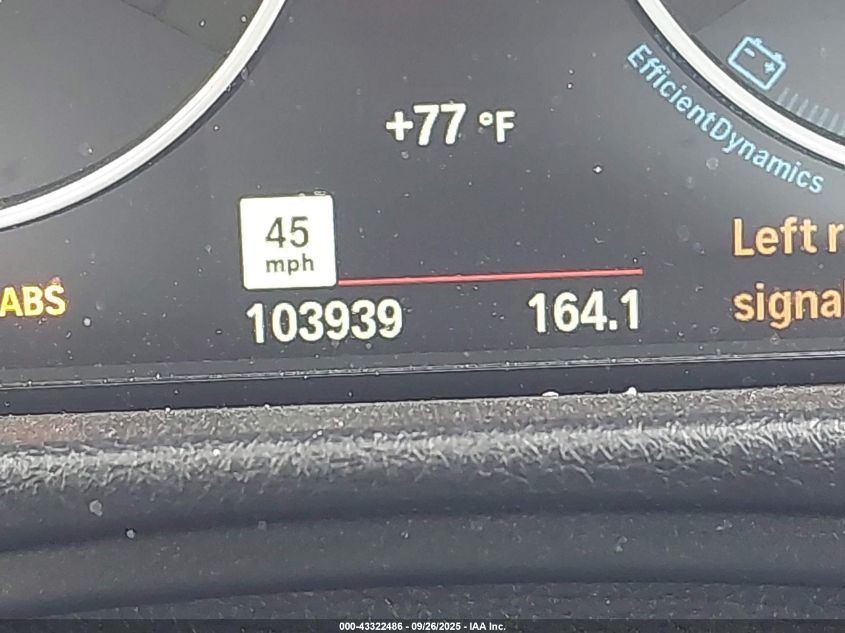 +77 °F
EfficientDynamics
45
mph
Left r
ABS
signal
103939
164.1
000-43322486 - 09/26/2025 - IAA Inc.